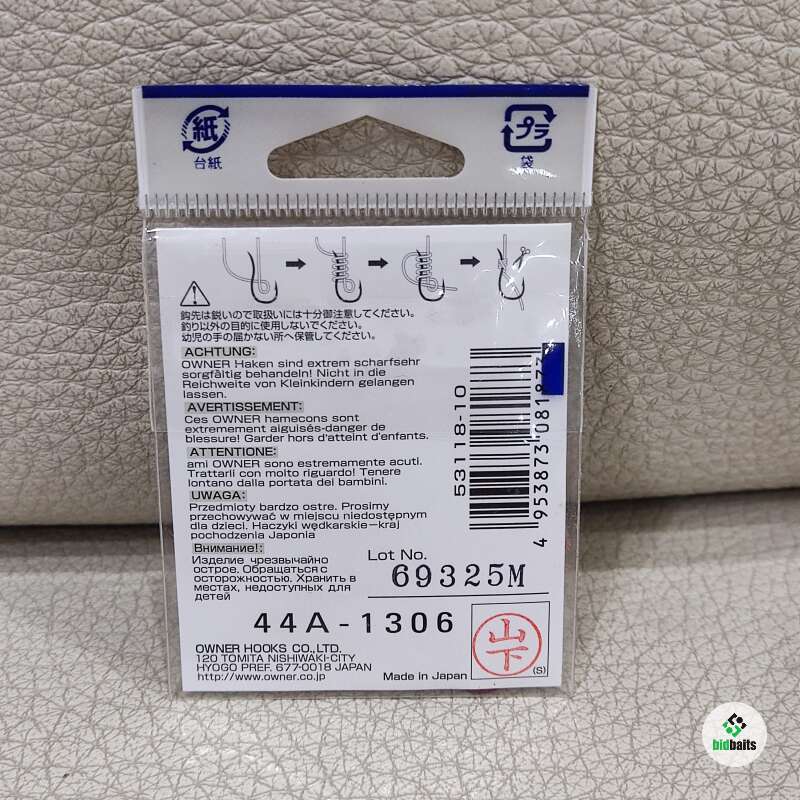 紙
台紙
プラ
袋
鈎先は鋭いので取扱いには十分御注意してください。
釣り以外の目的に使用しないでください。
幼児の手の届かない所へ保管してください。
ACHTUNG:
OWNER Haken sind extrem scharfsehr
sorgfältig behandeln! Nicht in die
Reichweite von Kleinkindern gelangen
lassen.
AVERTISSEMENT:
Ces OWNER hamecons sont
extremement aiguisés-danger de
blessure! Garder hors d'atteint d'enfants.
ATTENTIONE:
ami OWNER sono estremamente acuti.
Trattarli con molto riguardo! Tenere
lontano dalla portata dei bambini.
UWAGA:
Przedmioty bardzo ostre. Prosimy
przechowywać w miejscu niedostępnym
dla dzieci. Haczyki wędkarskie-kraj
pochodzenia Japonia
Внимание!:
Изделие чрезвычайно
острое. Обращаться с
осторожностью. Хранить в
местах, недоступных для
детей
53118-10
4 953873 081873
Lot No.
69325M
44A-1306
山下
(S)
OWNER HOOKS CO.,LTD.
120 TOMITA NISHIWAKI-CITY
HYOGO PREF. 677-0018 JAPAN
http://www.owner.co.jp
Made in Japan
bidbaits